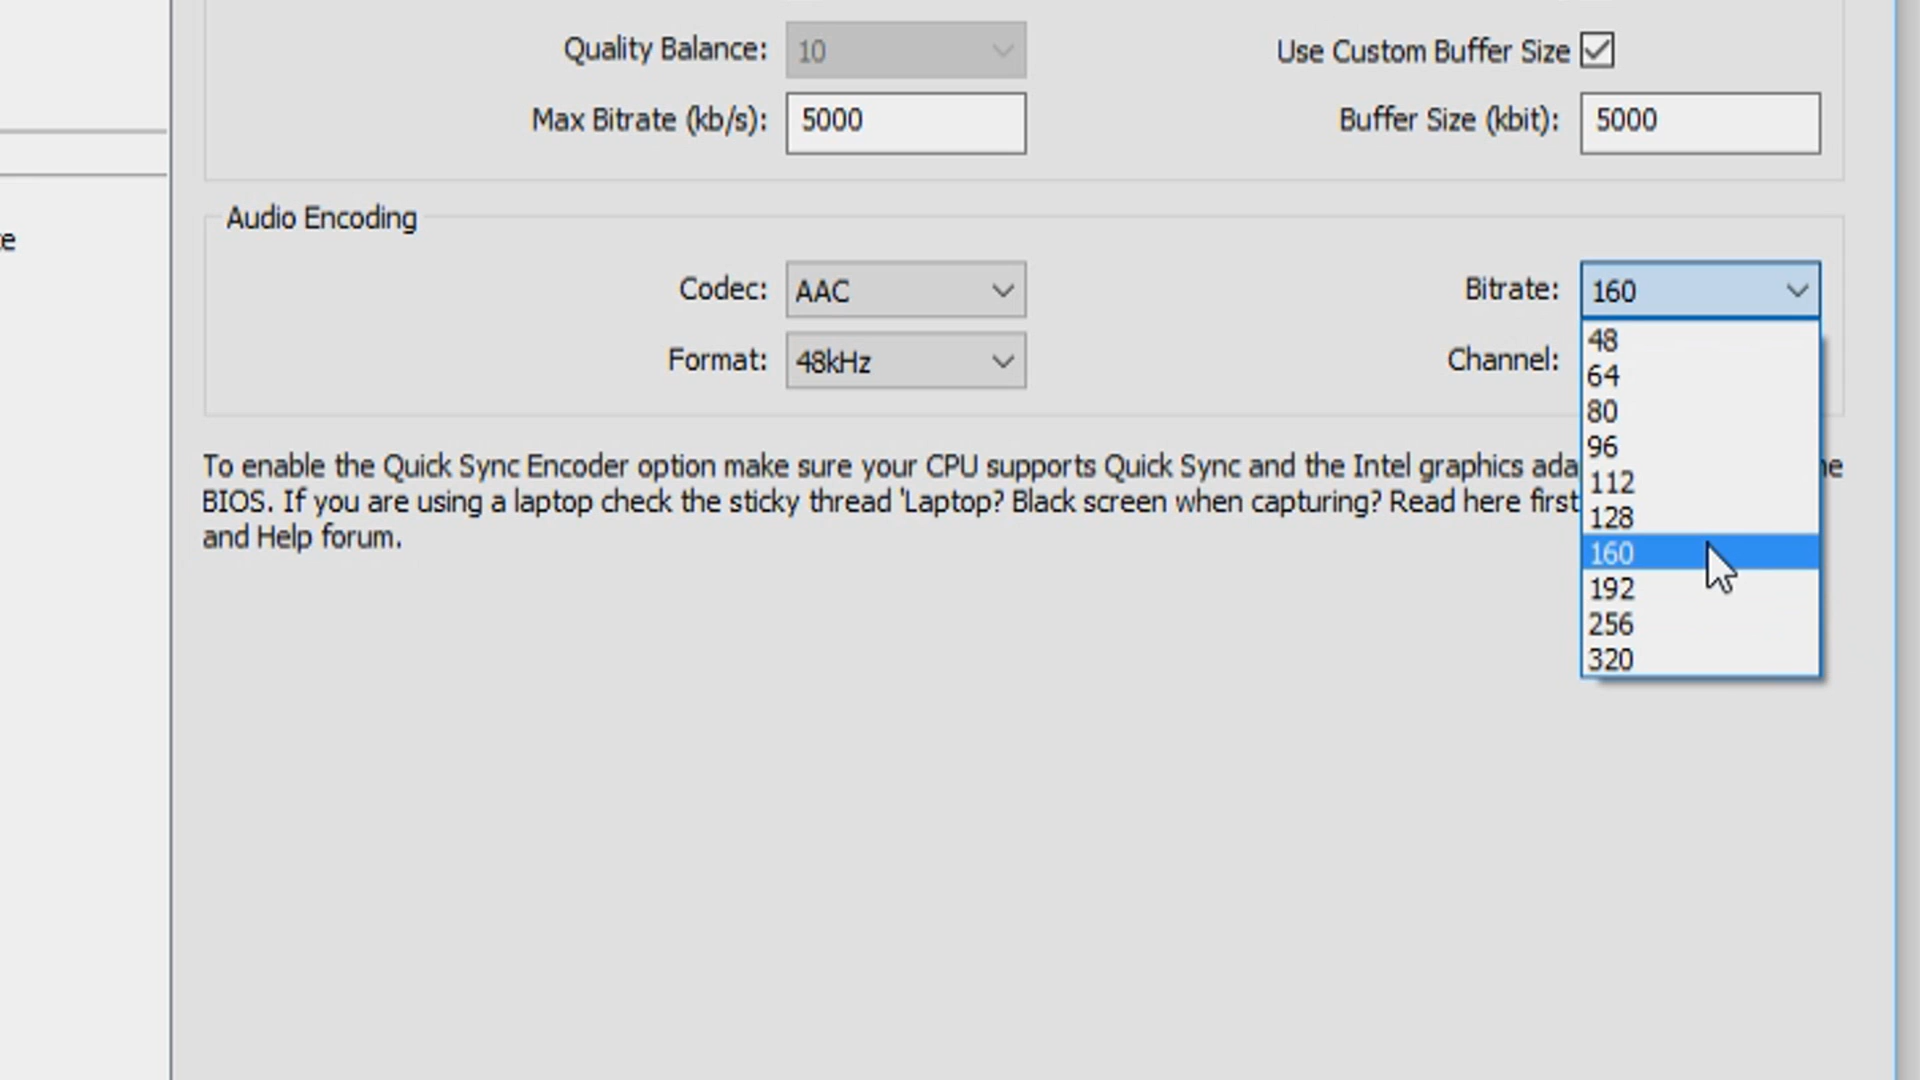 Quality Balance: 10 Use Custom Buffer Size
Max Bitrate (kb/s): 5000 Buffer Size (kbit): 5000
Audio Encoding
Codec: AAC Bitrate: 160
Format: 48kHz Channel:
48
64
80
96
112
128
160
192
256
320
To enable the Quick Sync Encoder option make sure your CPU supports Quick Sync and the Intel graphics
BIOS. If you are using a laptop check the sticky thread 'Laptop? Black screen when capturing? Read here first
and Help forum.